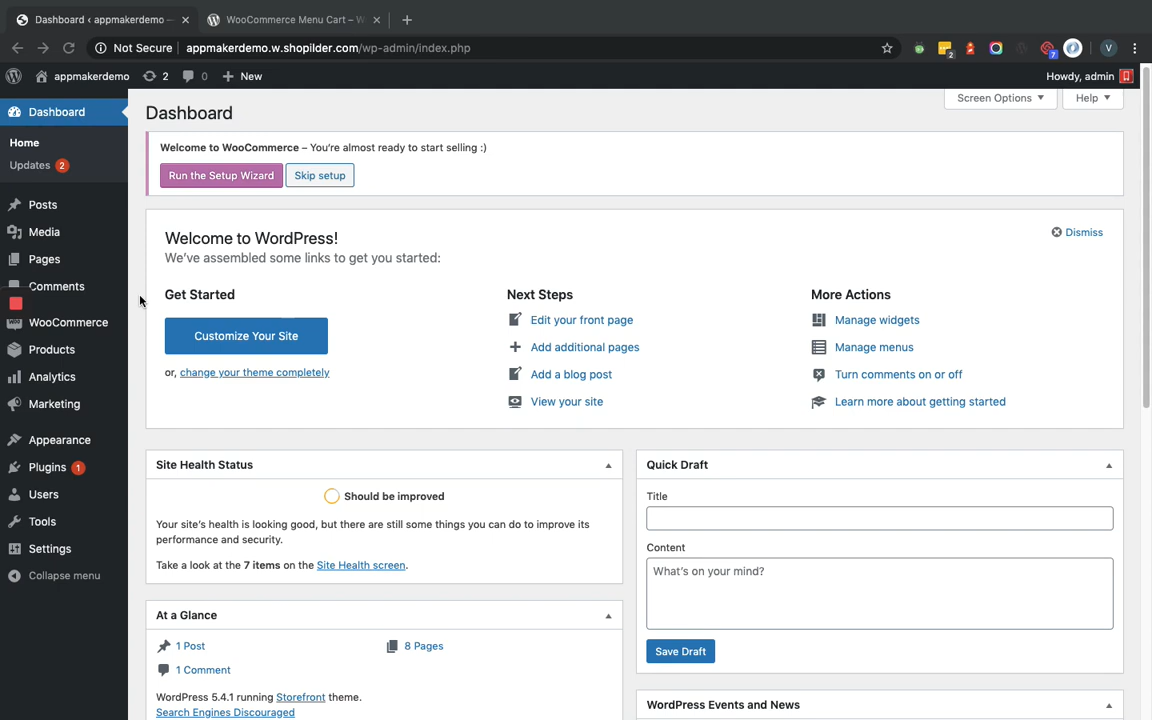 Dashboard ‹ appmakerdemo —
WooCommerce Menu Cart – W
Not Secure
appmakerdemo.w.shopilder.com/wp-admin/index.php
2
7
V
appmakerdemo
2
0
New
Howdy, admin
Dashboard
Home
Updates 2
Posts
Media
Pages
Comments
WooCommerce
Products
Analytics
Marketing
Appearance
Plugins 1
Users
Tools
Settings
Collapse menu
Dashboard
Screen Options
Help
Welcome to WooCommerce – You're almost ready to start selling :)
Run the Setup Wizard
Skip setup
Welcome to WordPress!
Dismiss
We've assembled some links to get you started:
Get Started
Customize Your Site
or, change your theme completely
Next Steps
Edit your front page
Add additional pages
Add a blog post
View your site
More Actions
Manage widgets
Manage menus
Turn comments on or off
Learn more about getting started
Site Health Status
Should be improved
Your site's health is looking good, but there are still some things you can do to improve its
performance and security.
Take a look at the 7 items on the Site Health screen.
At a Glance
1 Post
8 Pages
1 Comment
WordPress 5.4.1 running Storefront theme.
Search Engines Discouraged
Quick Draft
Title
Content
What's on your mind?
Save Draft
WordPress Events and News